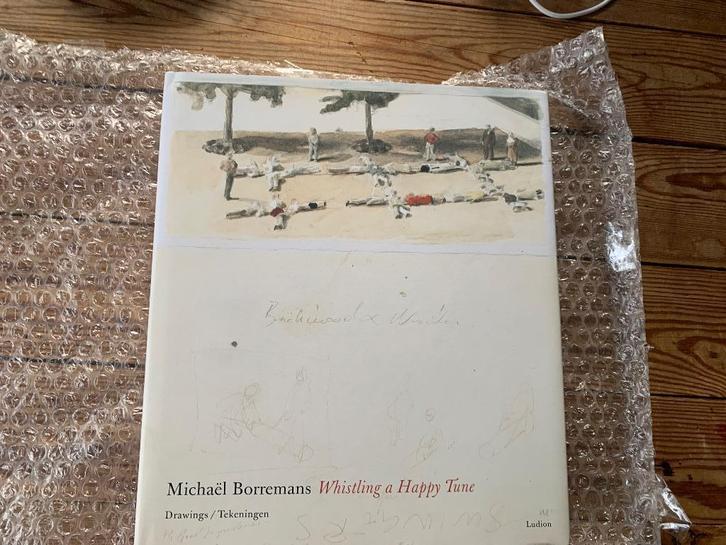 Michaël Borremans Whistling a Happy Tune
Drawings / Tekeningen
Ludion